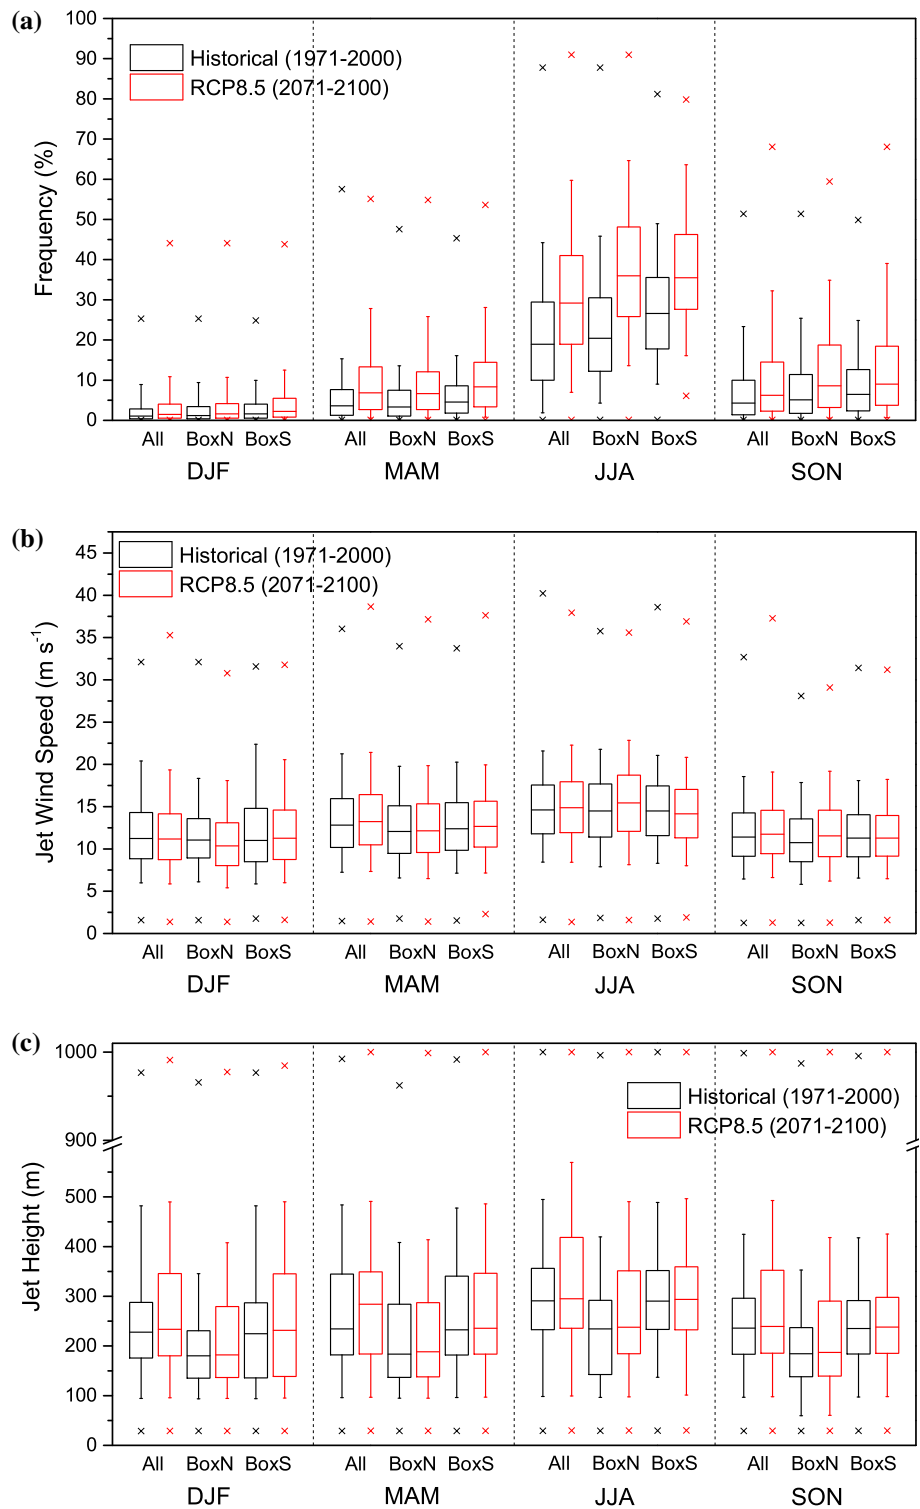 (a)
Frequency (%)
100
90
80
70
60
50
40
30
20
10
0
Historical (1971-2000)
RCP8.5 (2071-2100)
All BoxN BoxS All BoxN BoxS All BoxN BoxS All BoxN BoxS
DJF MAM JJA SON
(b)
Jet Wind Speed (m s-1)
45
40
35
30
25
20
15
10
5
0
Historical (1971-2000)
RCP8.5 (2071-2100)
All BoxN BoxS All BoxN BoxS All BoxN BoxS All BoxN BoxS
DJF MAM JJA SON
(c)
Jet Height (m)
1000
900
500
400
300
200
100
0
Historical (1971-2000)
RCP8.5 (2071-2100)
All BoxN BoxS All BoxN BoxS All BoxN BoxS All BoxN BoxS
DJF MAM JJA SON